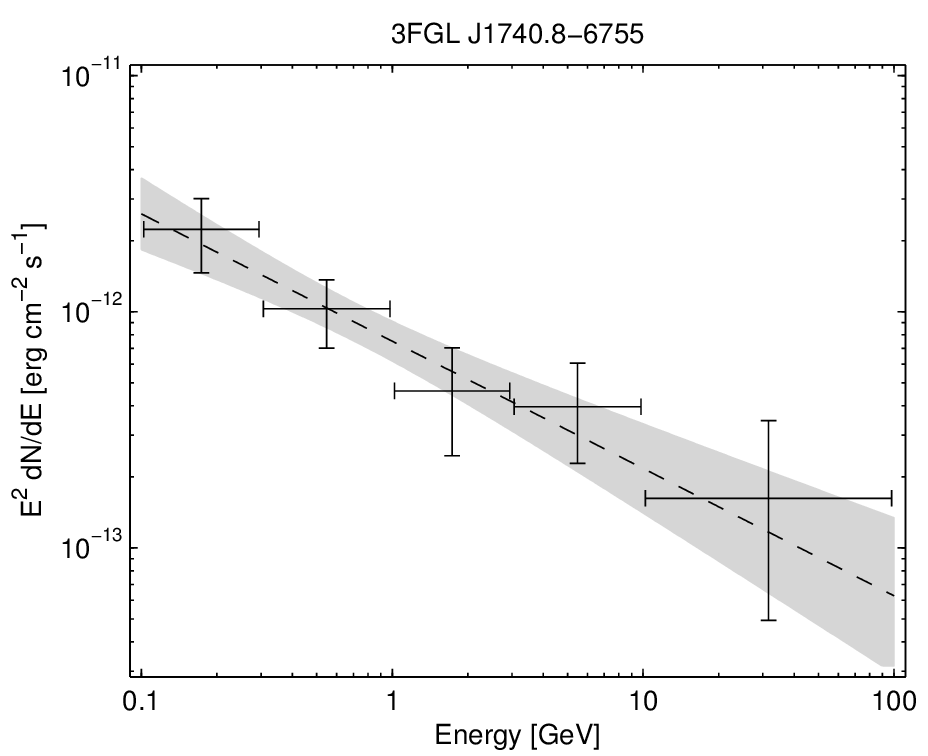 3FGL J1740.8−6755
10⁻¹¹
10⁻¹²
10⁻¹³
E² dN/dE [erg cm⁻² s⁻¹]
0.1 1 10 100
Energy [GeV]